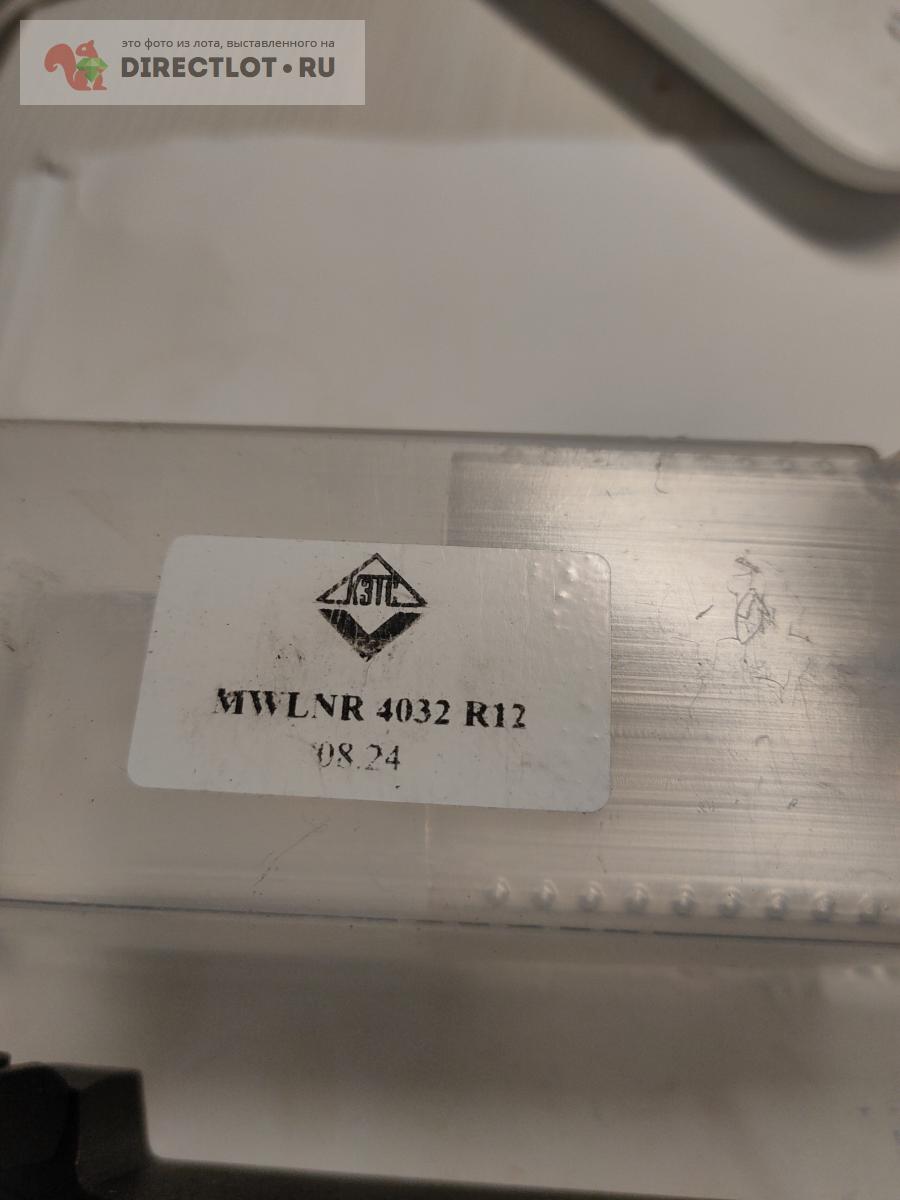 это фото из лота, выставленного на
DIRECTLOT•RU
КЗТС
MWLNR 4032 R12
08.24